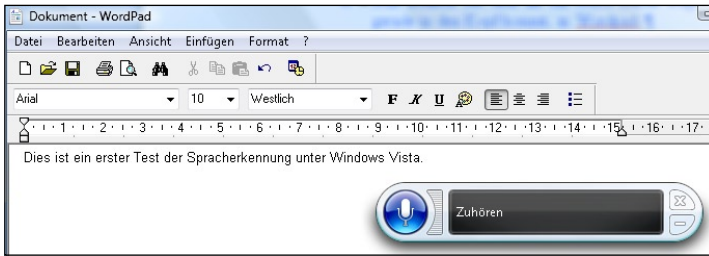 Dokument - WordPad
Datei Bearbeiten Ansicht Einfügen Format ?
Arial 10 Westlich F K U
1 2 3 4 5 6 7 8 9 10 11 12 13 14 15 16 17
Dies ist ein erster Test der Spracherkennung unter Windows Vista.
Zuhören